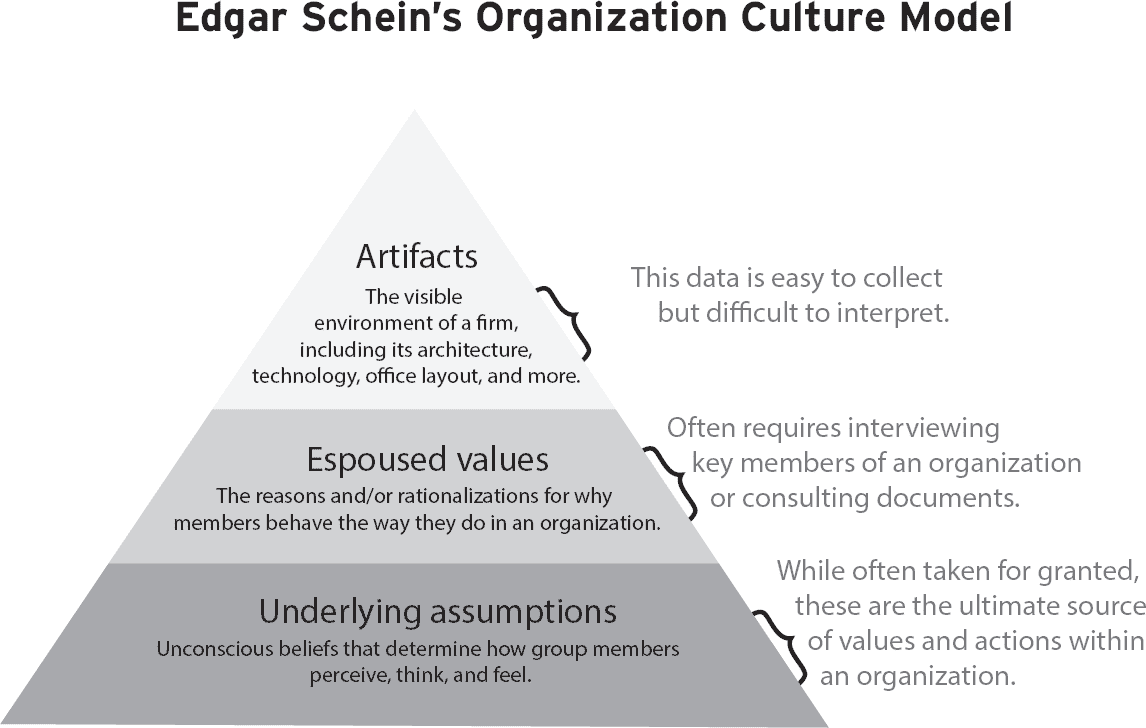 Edgar Schein's Organization Culture Model
Artifacts
The visible
environment of a firm,
including its architecture,
technology, office layout, and more.
This data is easy to collect
but difficult to interpret.
Espoused values
The reasons and/or rationalizations for why
members behave the way they do in an organization.
Often requires interviewing
key members of an organization
or consulting documents.
Underlying assumptions
Unconscious beliefs that determine how group members
perceive, think, and feel.
While often taken for granted,
these are the ultimate source
of values and actions within
an organization.